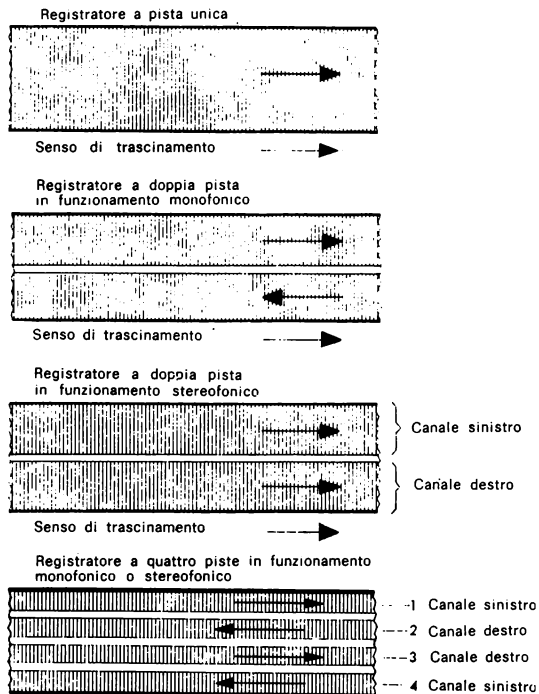 Registratore a pista unica
Senso di trascinamento
Registratore a doppia pista
in funzionamento monofonico
Senso di trascinamento
Registratore a doppia pista
in funzionamento stereofonico
Canale sinistro
Canale destro
Senso di trascinamento
Registratore a quattro piste in funzionamento
monofonico o stereofonico
1 Canale sinistro
2 Canale destro
3 Canale destro
4 Canale sinistro